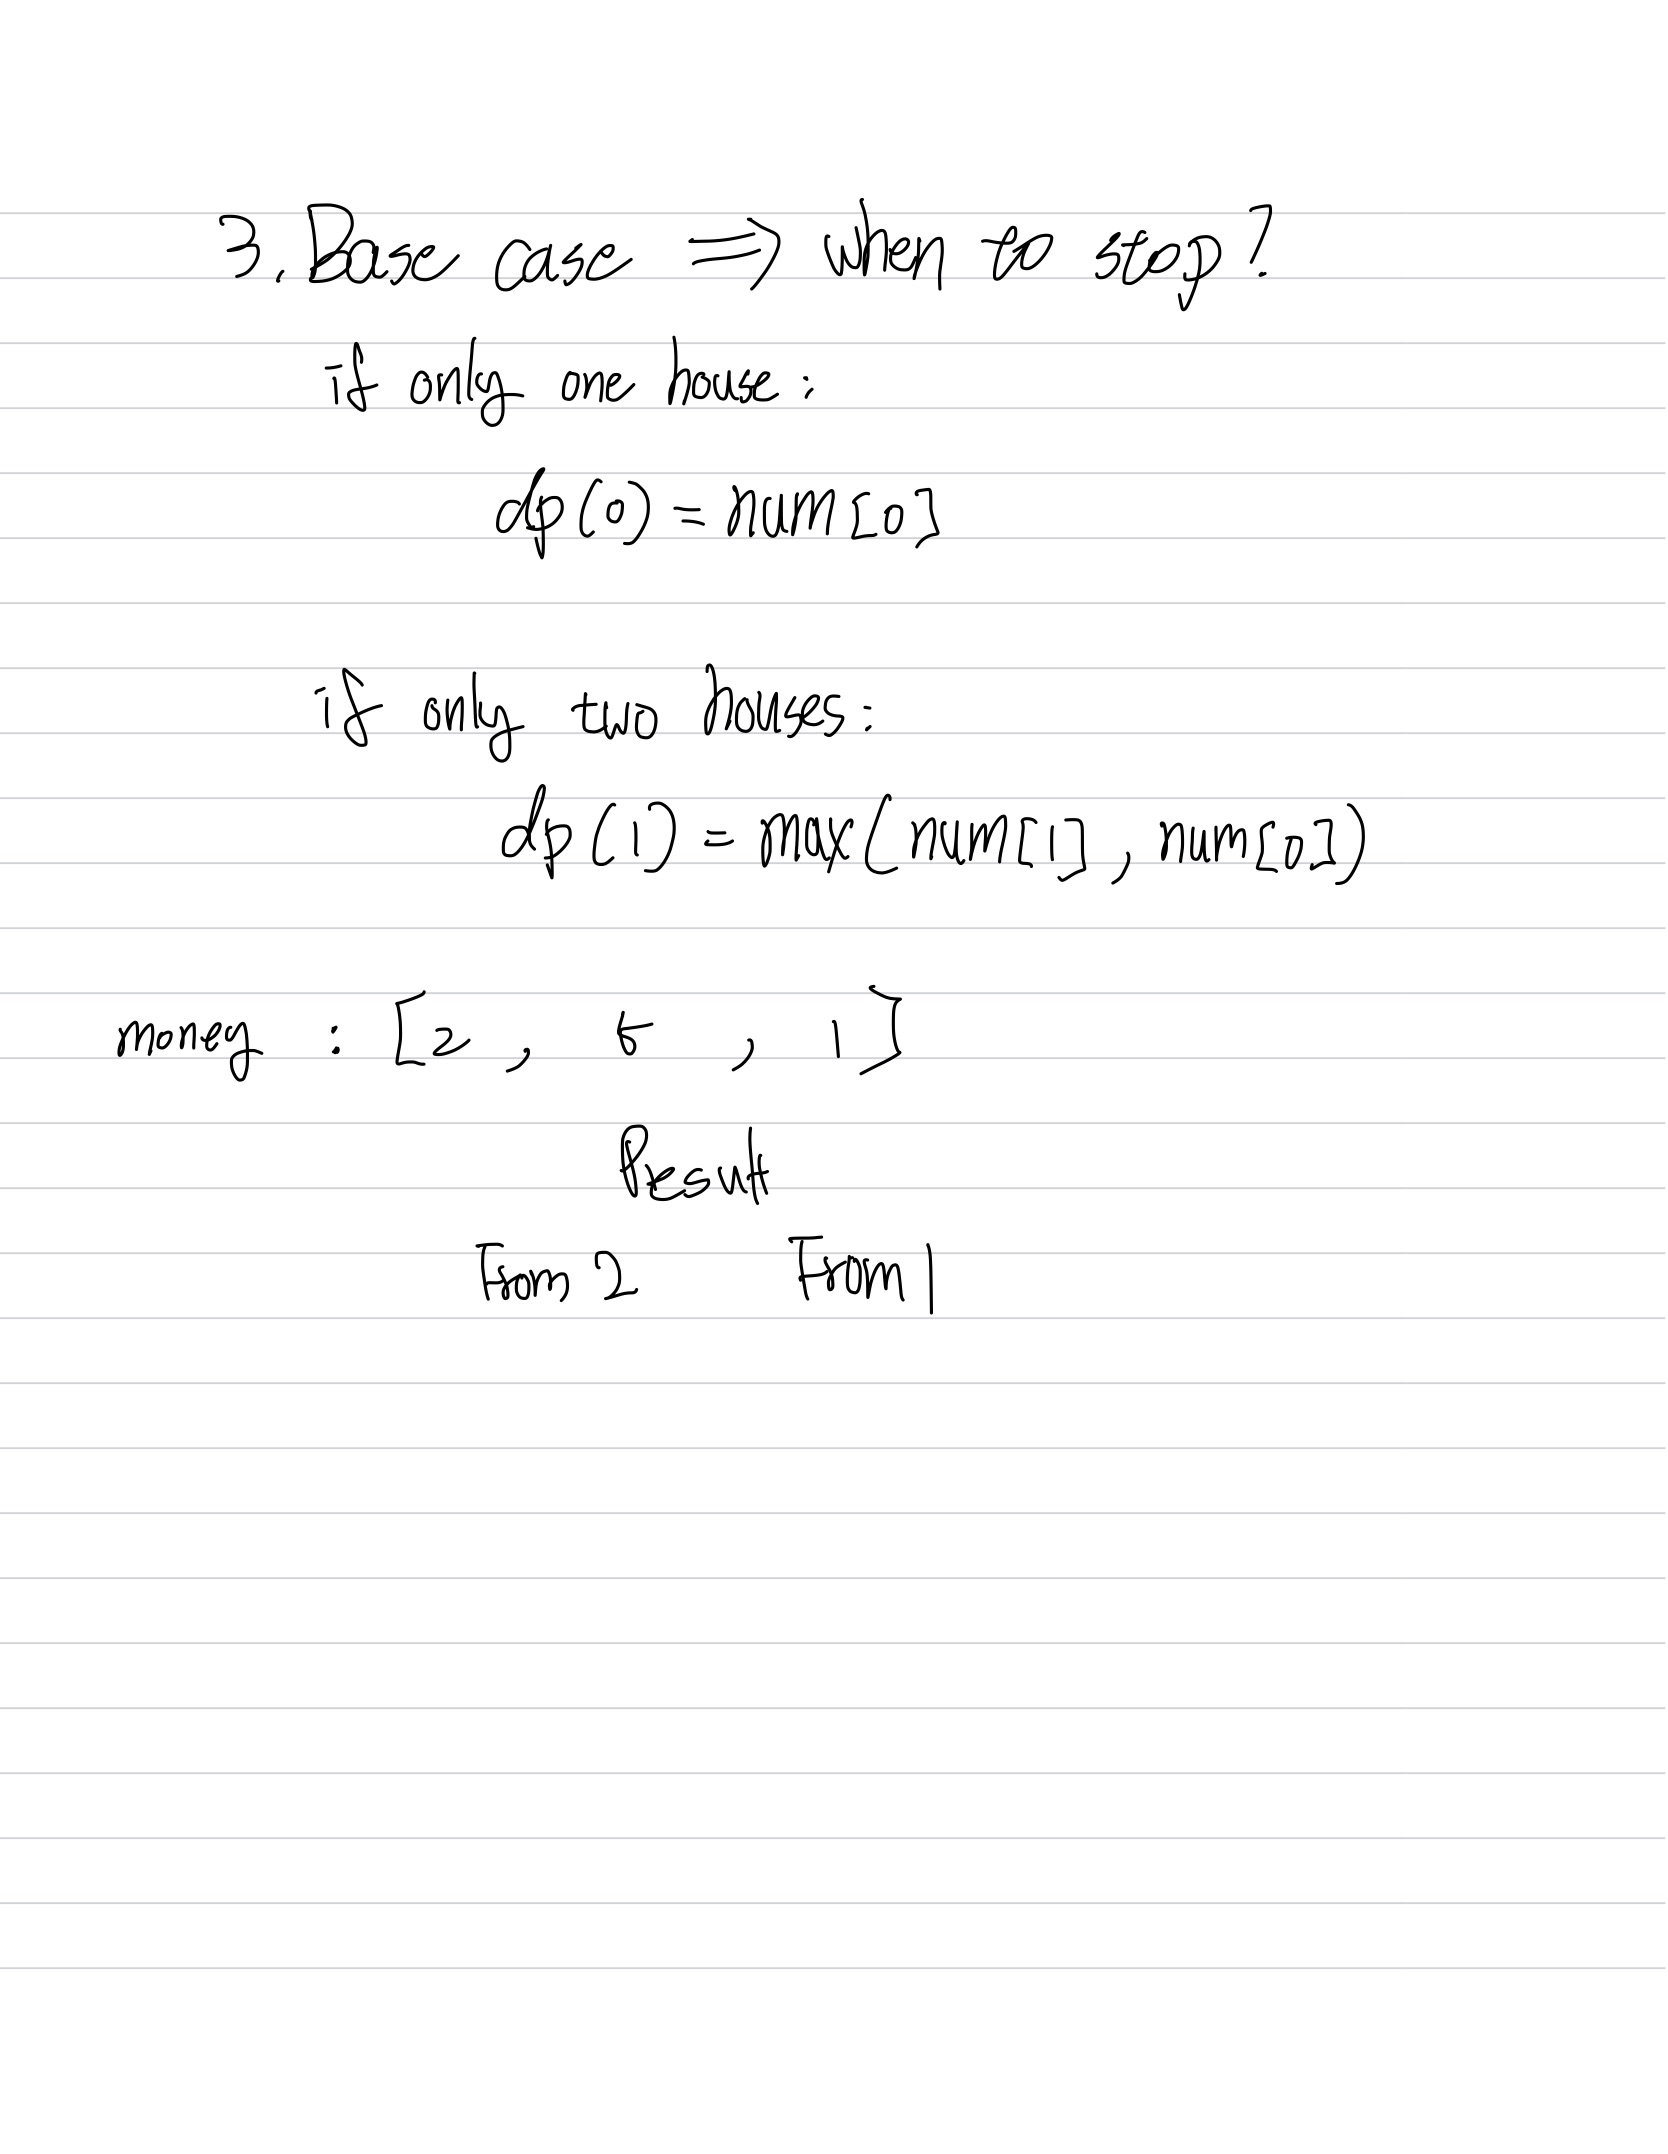 3. Base case ⇒ when to stop?
if only one house:
dp(0) = num[0]
if only two houses:
dp(1) = max(num[1], num[0])
money : [2, 5, 1]
Result
From 2 From 1